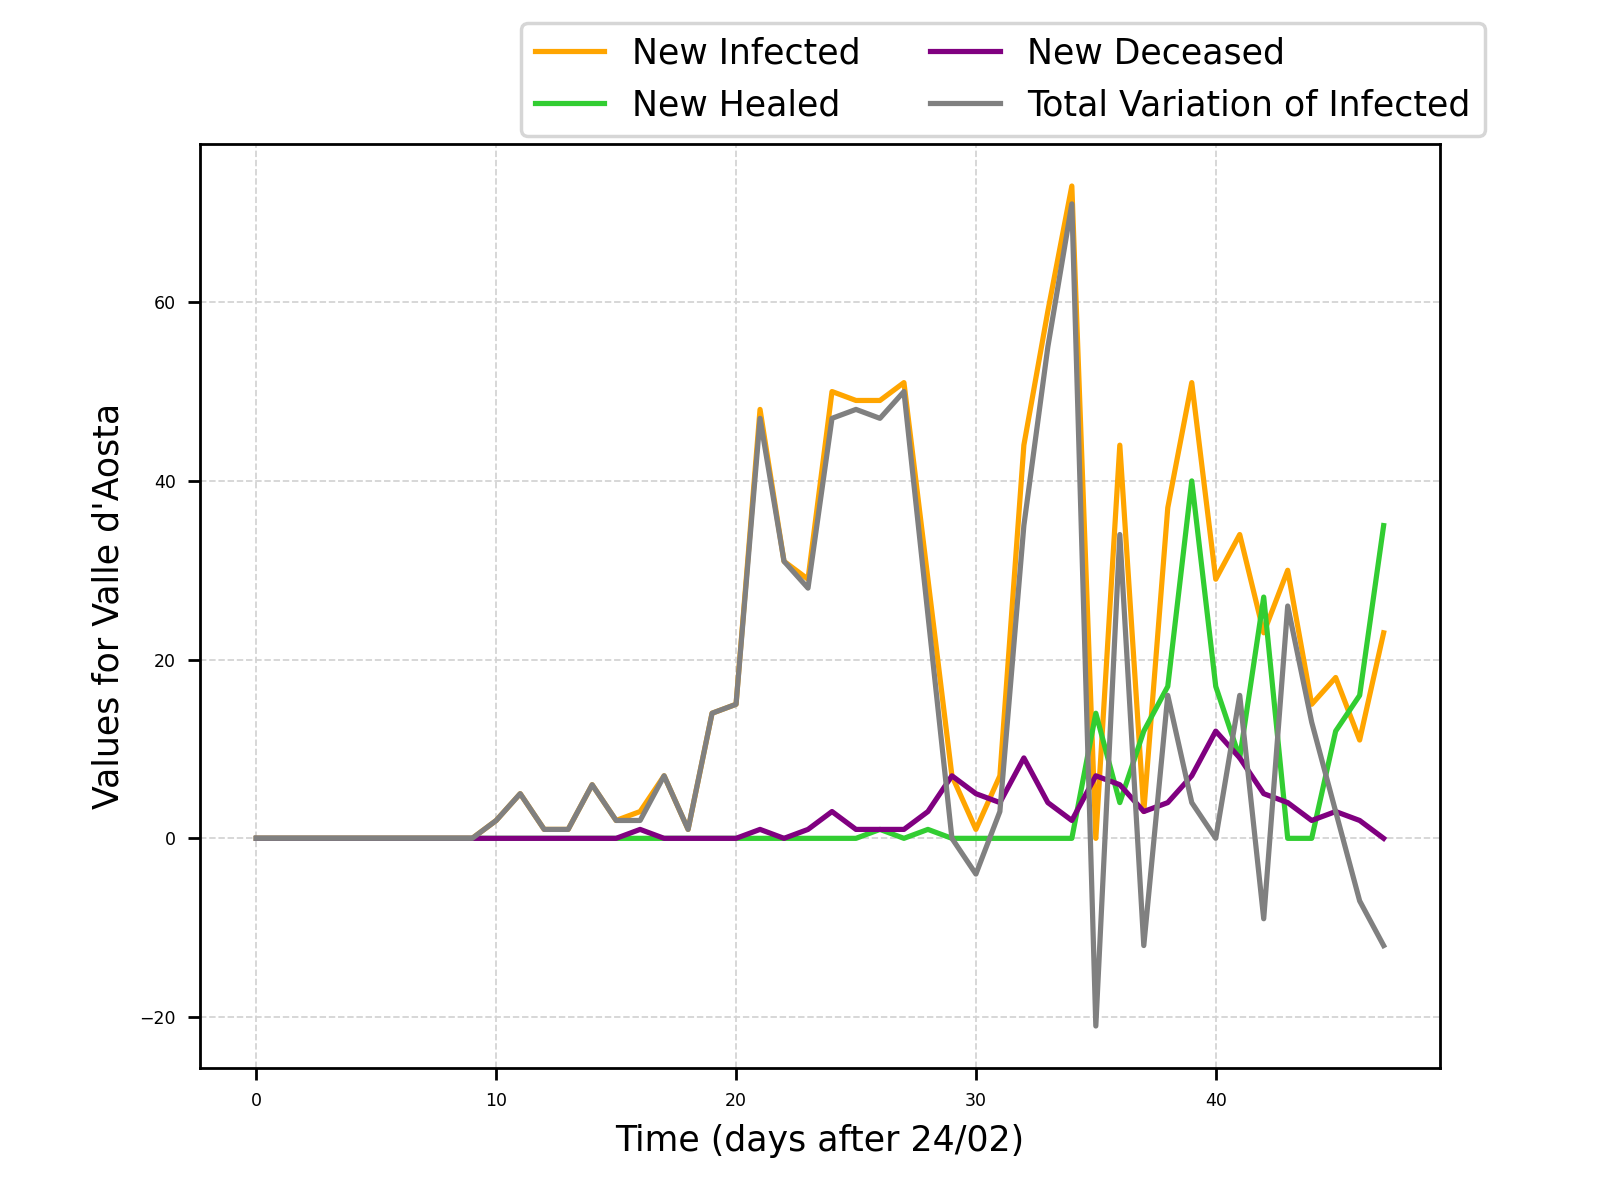 New Infected
New Healed
New Deceased
Total Variation of Infected
Values for Valle d'Aosta
60
40
20
0
−20
0 10 20 30 40
Time (days after 24/02)